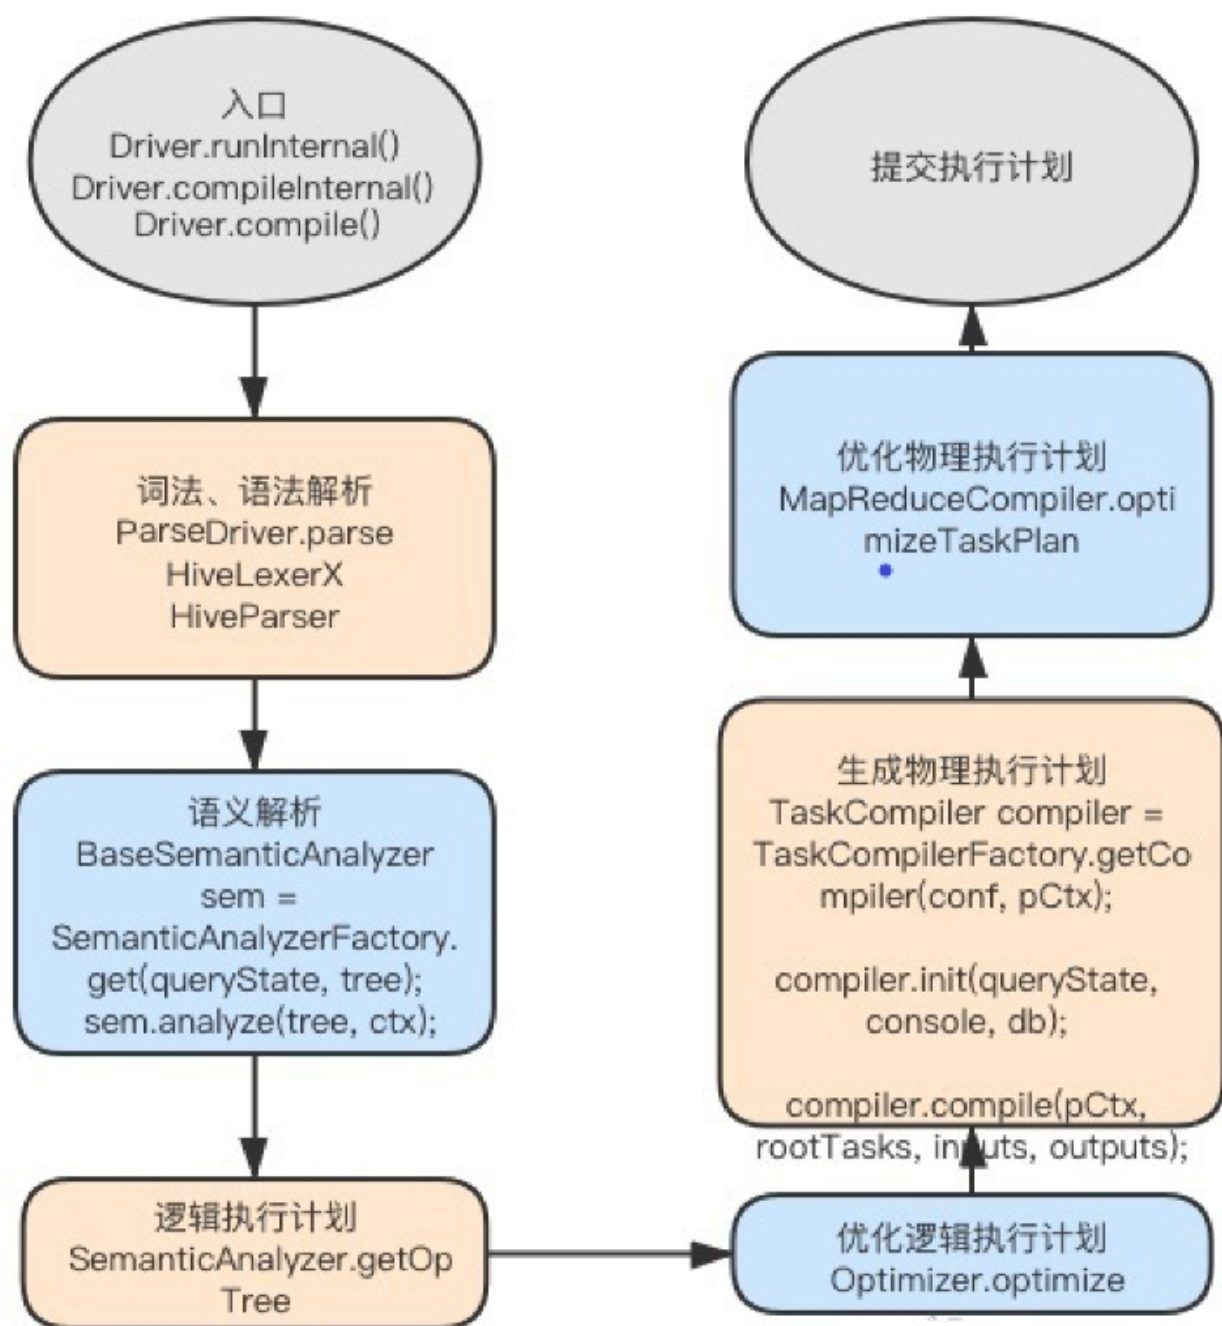 入口
Driver.runInternal()
Driver.compileInternal()
Driver.compile()
词法、语法解析
ParseDriver.parse
HiveLexerX
HiveParser
语义解析
BaseSemanticAnalyzer
sem =
SemanticAnalyzerFactory.
get(queryState, tree);
sem.analyze(tree, ctx);
逻辑执行计划
SemanticAnalyzer.getOp
Tree
优化逻辑执行计划
Optimizer.optimize
生成物理执行计划
TaskCompiler compiler =
TaskCompilerFactory.getCo
mpiler(conf, pCtx);
compiler.init(queryState,
console, db);
compiler.compile(pCtx,
rootTasks, inputs, outputs);
优化物理执行计划
MapReduceCompiler.opti
mizeTaskPlan
提交执行计划